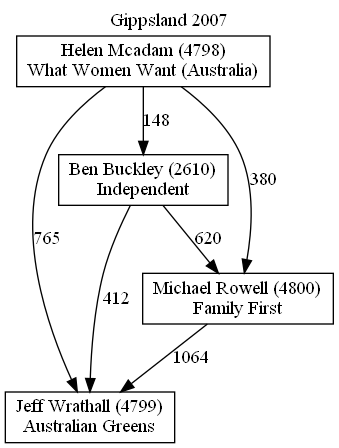 Gippsland 2007
Helen Mcadam (4798)
What Women Want (Australia)
148
Ben Buckley (2610)
Independent
380
765
620
412
Michael Rowell (4800)
Family First
1064
Jeff Wrathall (4799)
Australian Greens